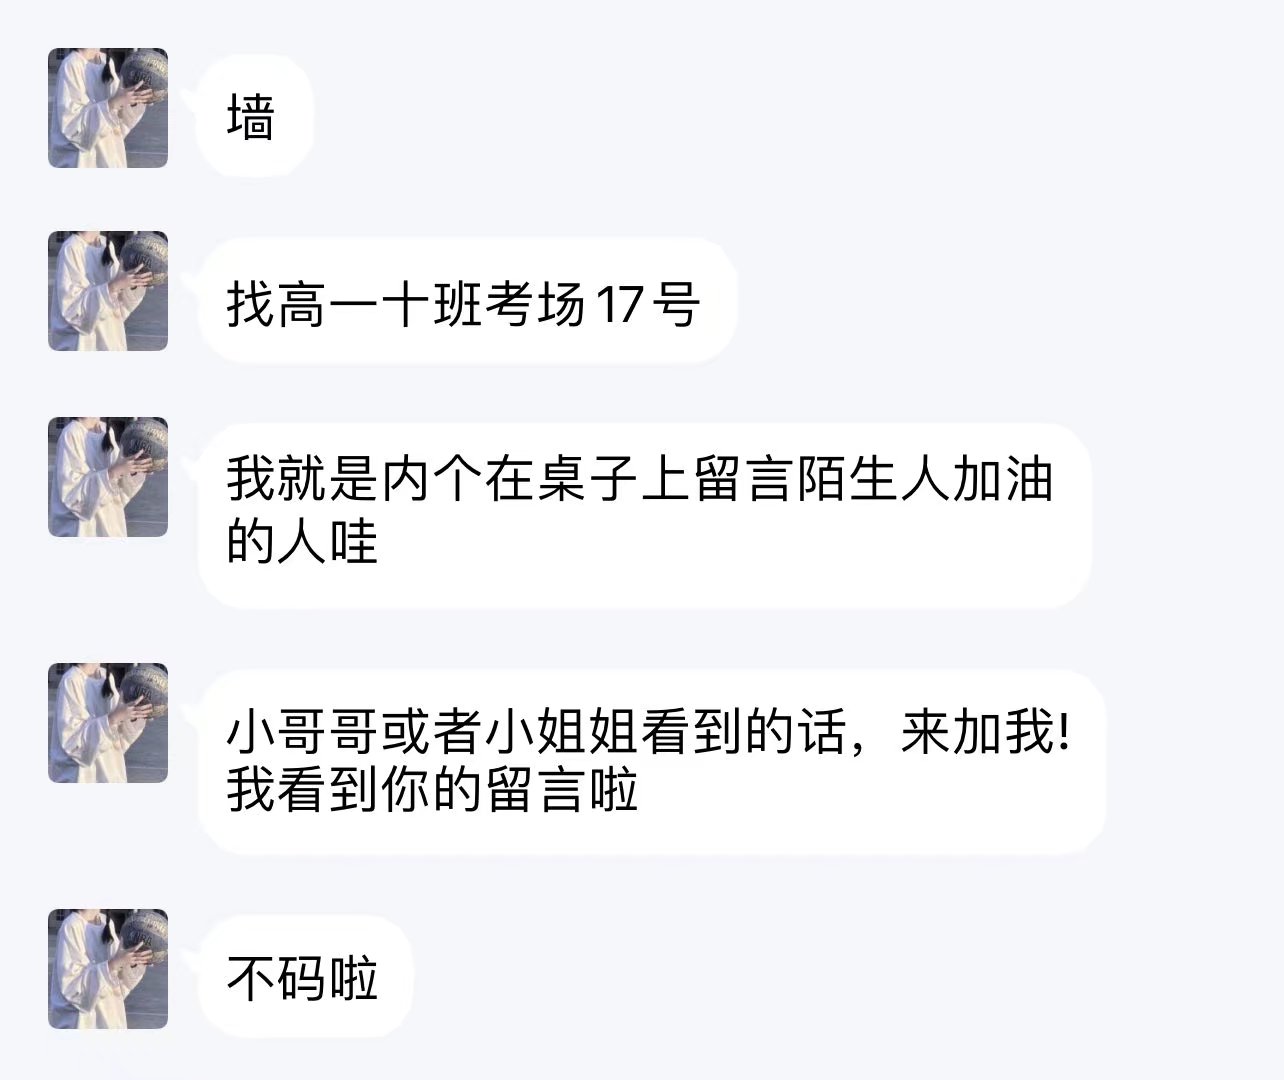 墙
找高一十班考场17号
我就是内个在桌子上留言陌生人加油
的人哇
小哥哥或者小姐姐看到的话，来加我!
我看到你的留言啦
不码啦